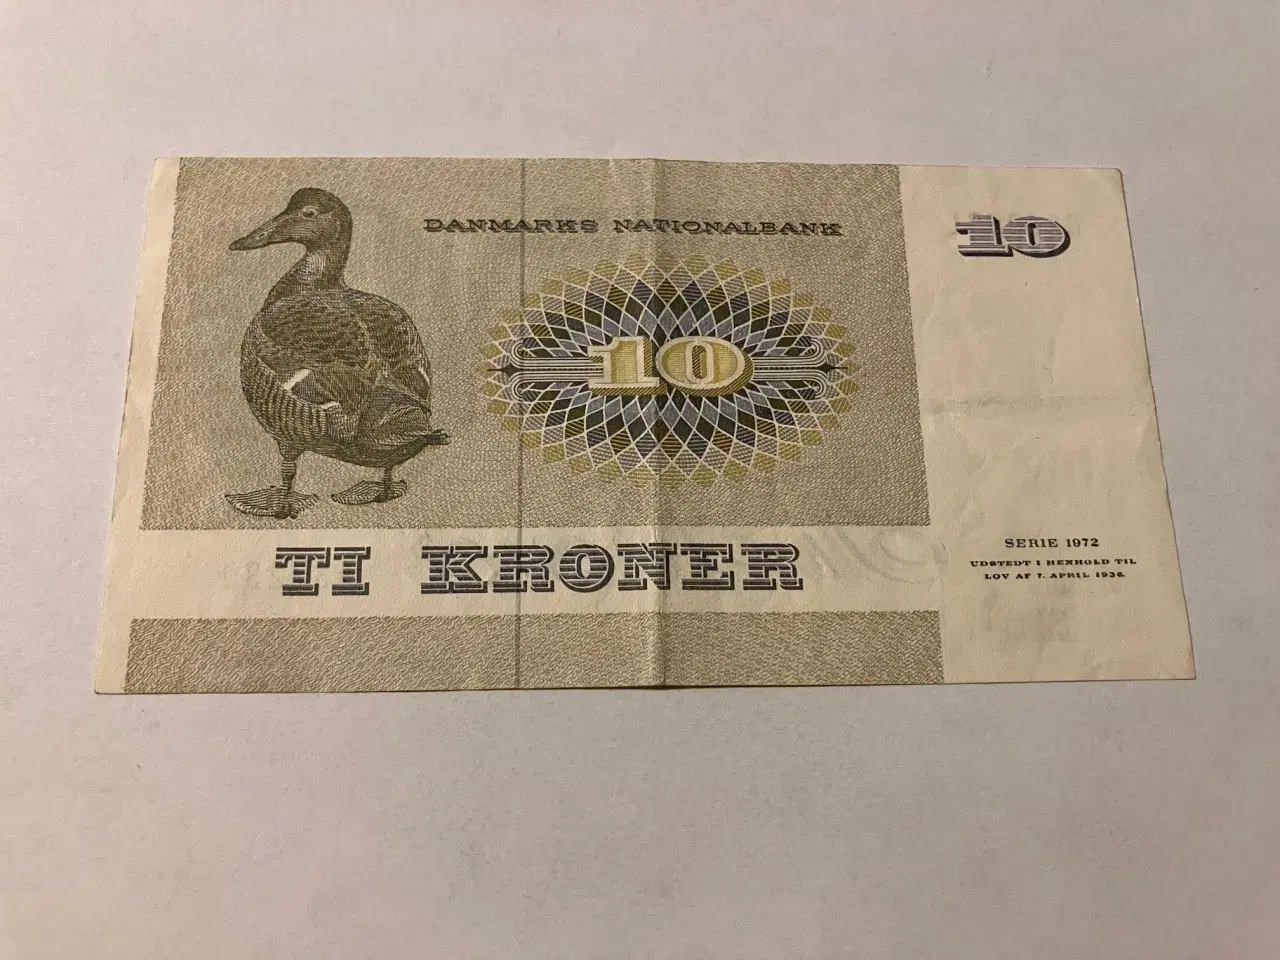 DANMARKS NATIONALBANK
10
10
TI KRONER
SERIE 1972
UDSTEDT I HENHOLD TIL
LOV AF 7. APRIL 1936.